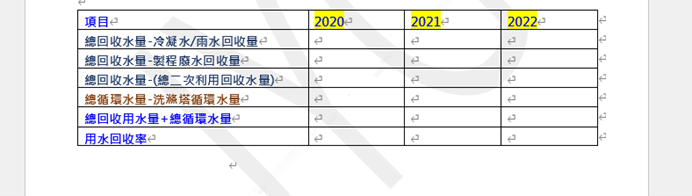 項目 2020 2021 2022
總回收水量-冷凝水/雨水回收量
總回收水量-製程廢水回收量
總回收水量-(總二次利用回收水量)
總循環水量-洗滌塔循環水量
總回收用水量+總循環水量
用水回收率